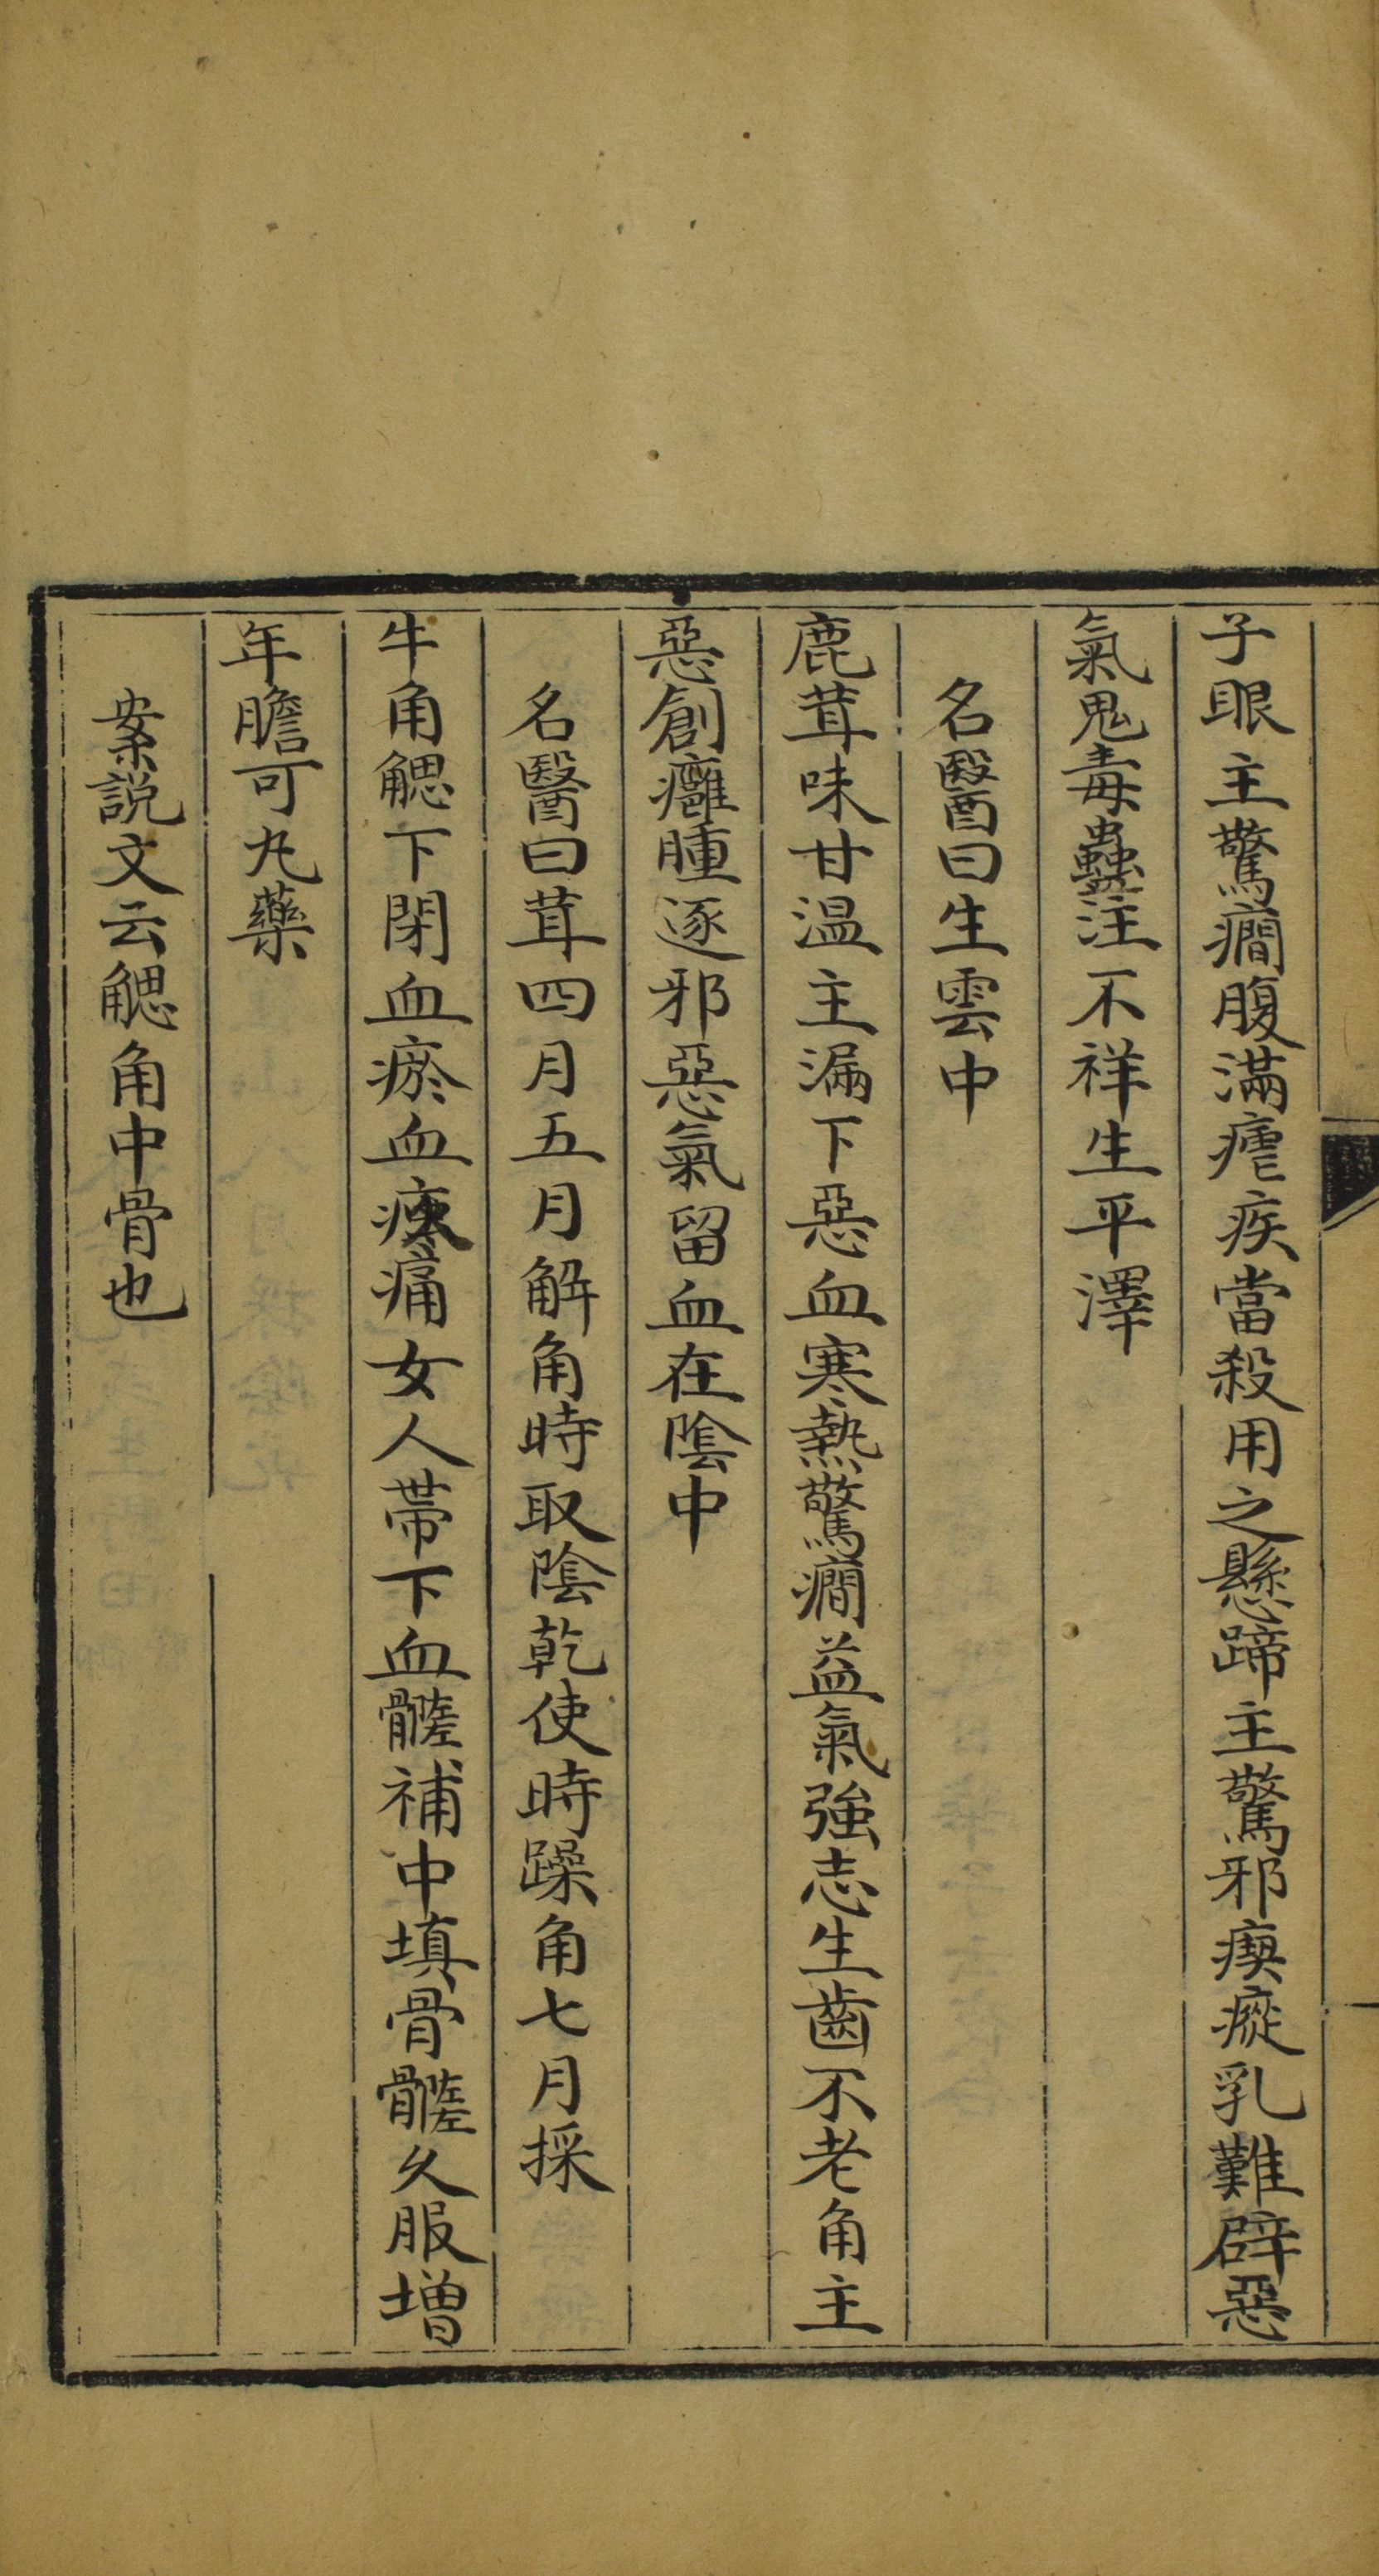 子眼主驚癇腹滿瘧疾當殺用之懸蹄主驚邪瘈瘲乳難辟惡
氣鬼毒蠱注不祥生平澤
名醫曰生雲中
鹿茸味甘温主漏下惡血寒熱驚癇益氣強志生齒不老角主
惡創癰腫逐邪惡氣留血在陰中
名醫曰茸四月五月解角時取陰乾使時躁角七月採
牛角䚡下閉血瘀血疼痛女人帶下血髓補中填骨髓久服增
年膽可丸藥
案説文云䚡角中骨也